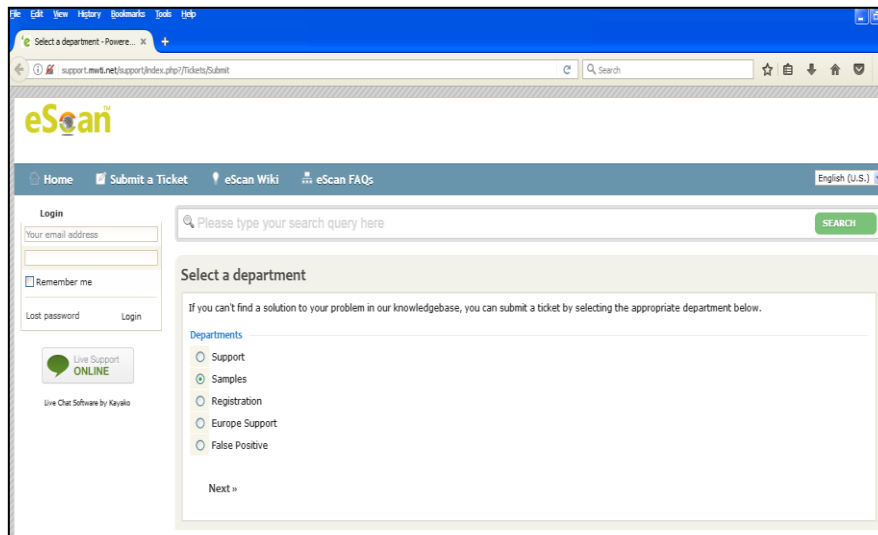 File Edit View History Bookmarks Tools Help
Select a department - Powere... × +
support.mwti.net/support/index.php?/Tickets/Submit
Search
eScan™
Home Submit a Ticket eScan Wiki eScan FAQs English (U.S.)
Login
Your email address
Remember me
Lost password Login
Live Support
ONLINE
Live Chat Software by Kayako
Please type your search query here SEARCH
Select a department
If you can't find a solution to your problem in our knowledgebase, you can submit a ticket by selecting the appropriate department below.
Departments
Support
Samples
Registration
Europe Support
False Positive
Next »